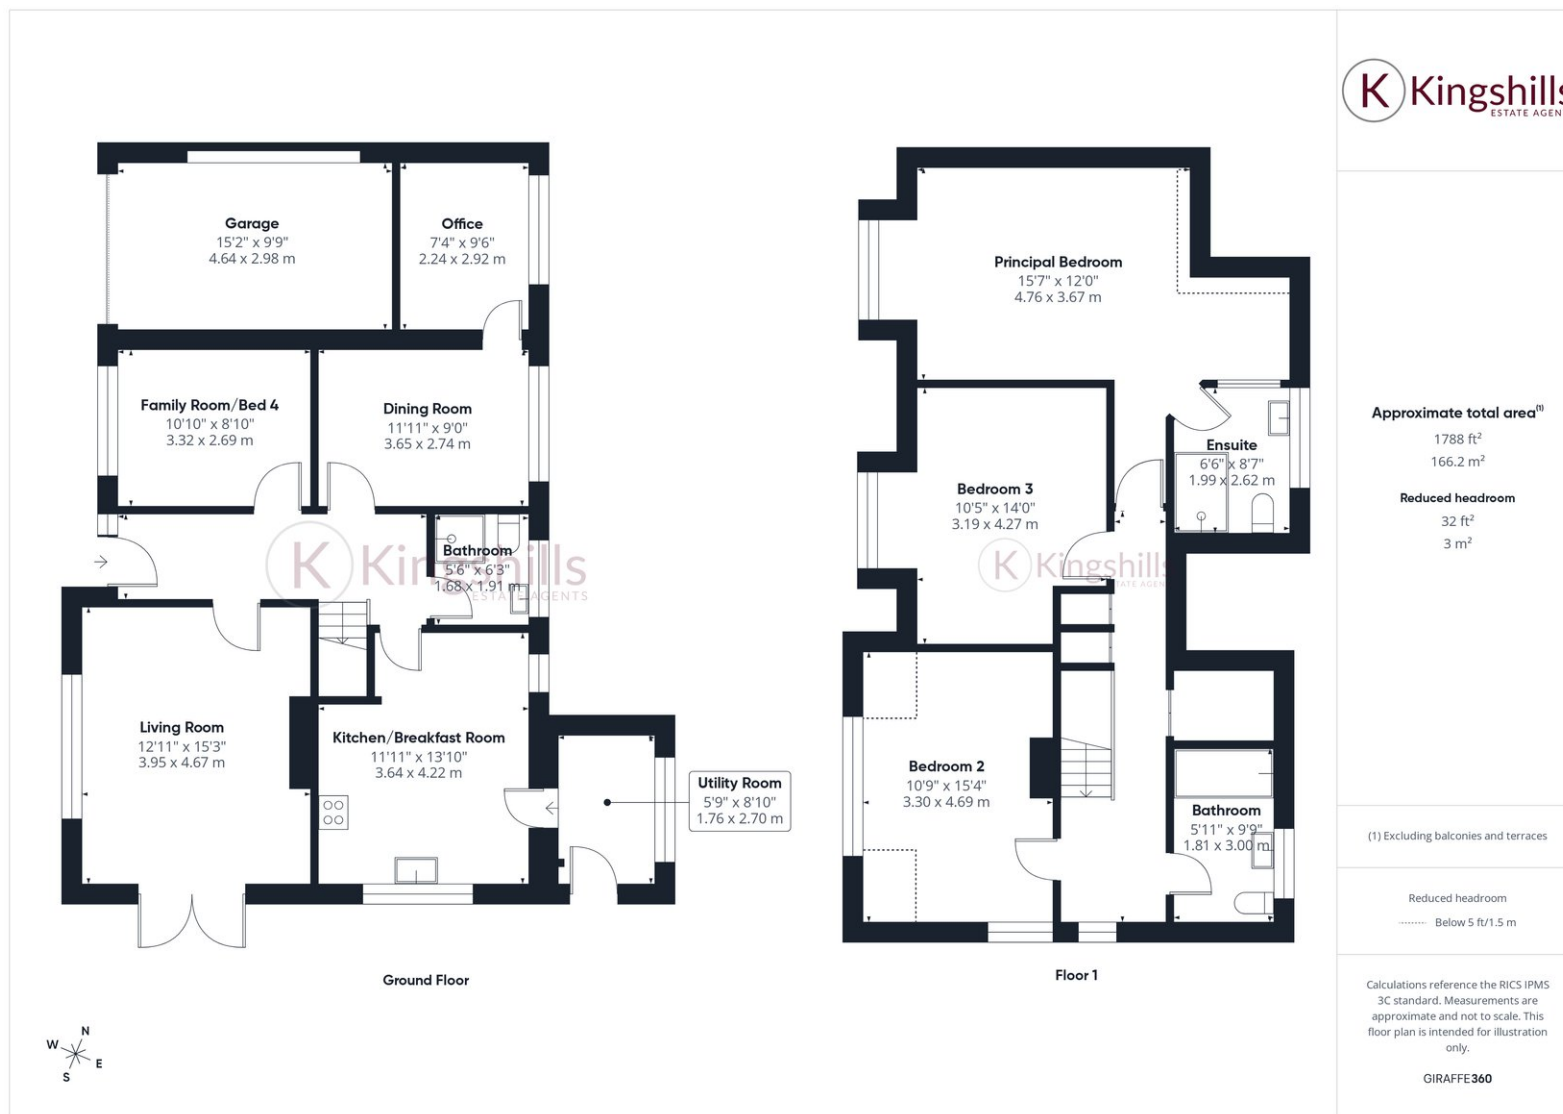 Garage
15'2" x 9'9"
4.64 x 2.98 m
Office
7'4" x 9'6"
2.24 x 2.92 m
Family Room/Bed 4
10'10" x 8'10"
3.32 x 2.69 m
Dining Room
11'11" x 9'0"
3.65 x 2.74 m
K Kingshills
ESTATE AGENTS
Bathroom
5'6" x 6'3"
1.68 x 1.91 m
Living Room
12'11" x 15'3"
3.95 x 4.67 m
Kitchen/Breakfast Room
11'11" x 13'10"
3.64 x 4.22 m
Utility Room
5'9" x 8'10"
1.76 x 2.70 m
Ground Floor
N
W
E
S
Principal Bedroom
15'7" x 12'0"
4.76 x 3.67 m
Ensuite
6'6" x 8'7"
1.99 x 2.62 m
Bedroom 3
10'5" x 14'0"
3.19 x 4.27 m
K Kingshills
ESTATE AGEN
Bedroom 2
10'9" x 15'4"
3.30 x 4.69 m
Bathroom
5'11" x 9'9"
1.81 x 3.00 m
Floor 1
K Kingshills
ESTATE AGEN
Approximate total area(1)
1788 ft²
166.2 m²
Reduced headroom
32 ft²
3 m²
(1) Excluding balconies and terraces
Reduced headroom
Below 5 ft/1.5 m
Calculations reference the RICS IPMS
3C standard. Measurements are
approximate and not to scale. This
floor plan is intended for illustration
only.
GIRAFFE360